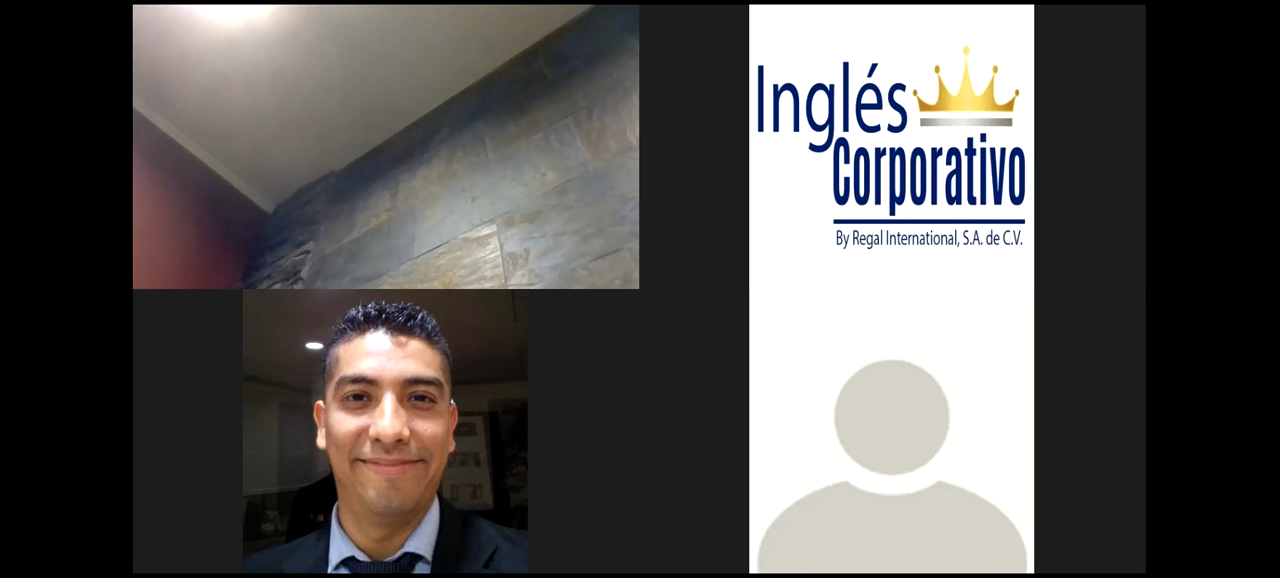 Inglés
Corporativo
By Regal International, S.A. de C.V.